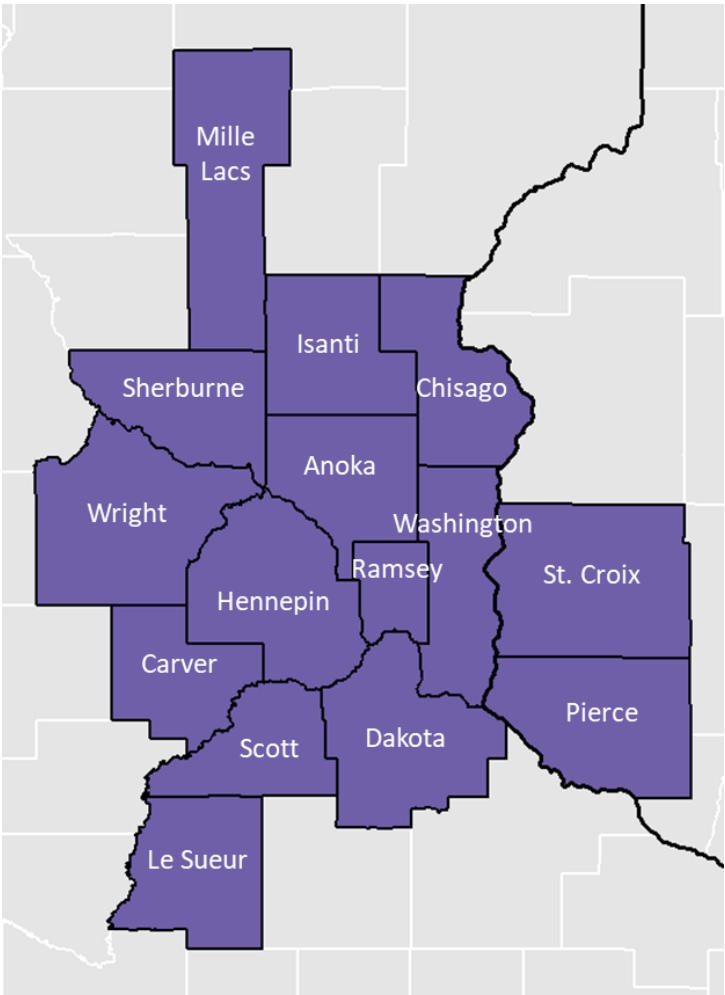 Mille
Lacs
Isanti
Sherburne
Chisago
Anoka
Wright
Washington
Ramsey
St. Croix
Hennepin
Carver
Pierce
Dakota
Scott
Le Sueur